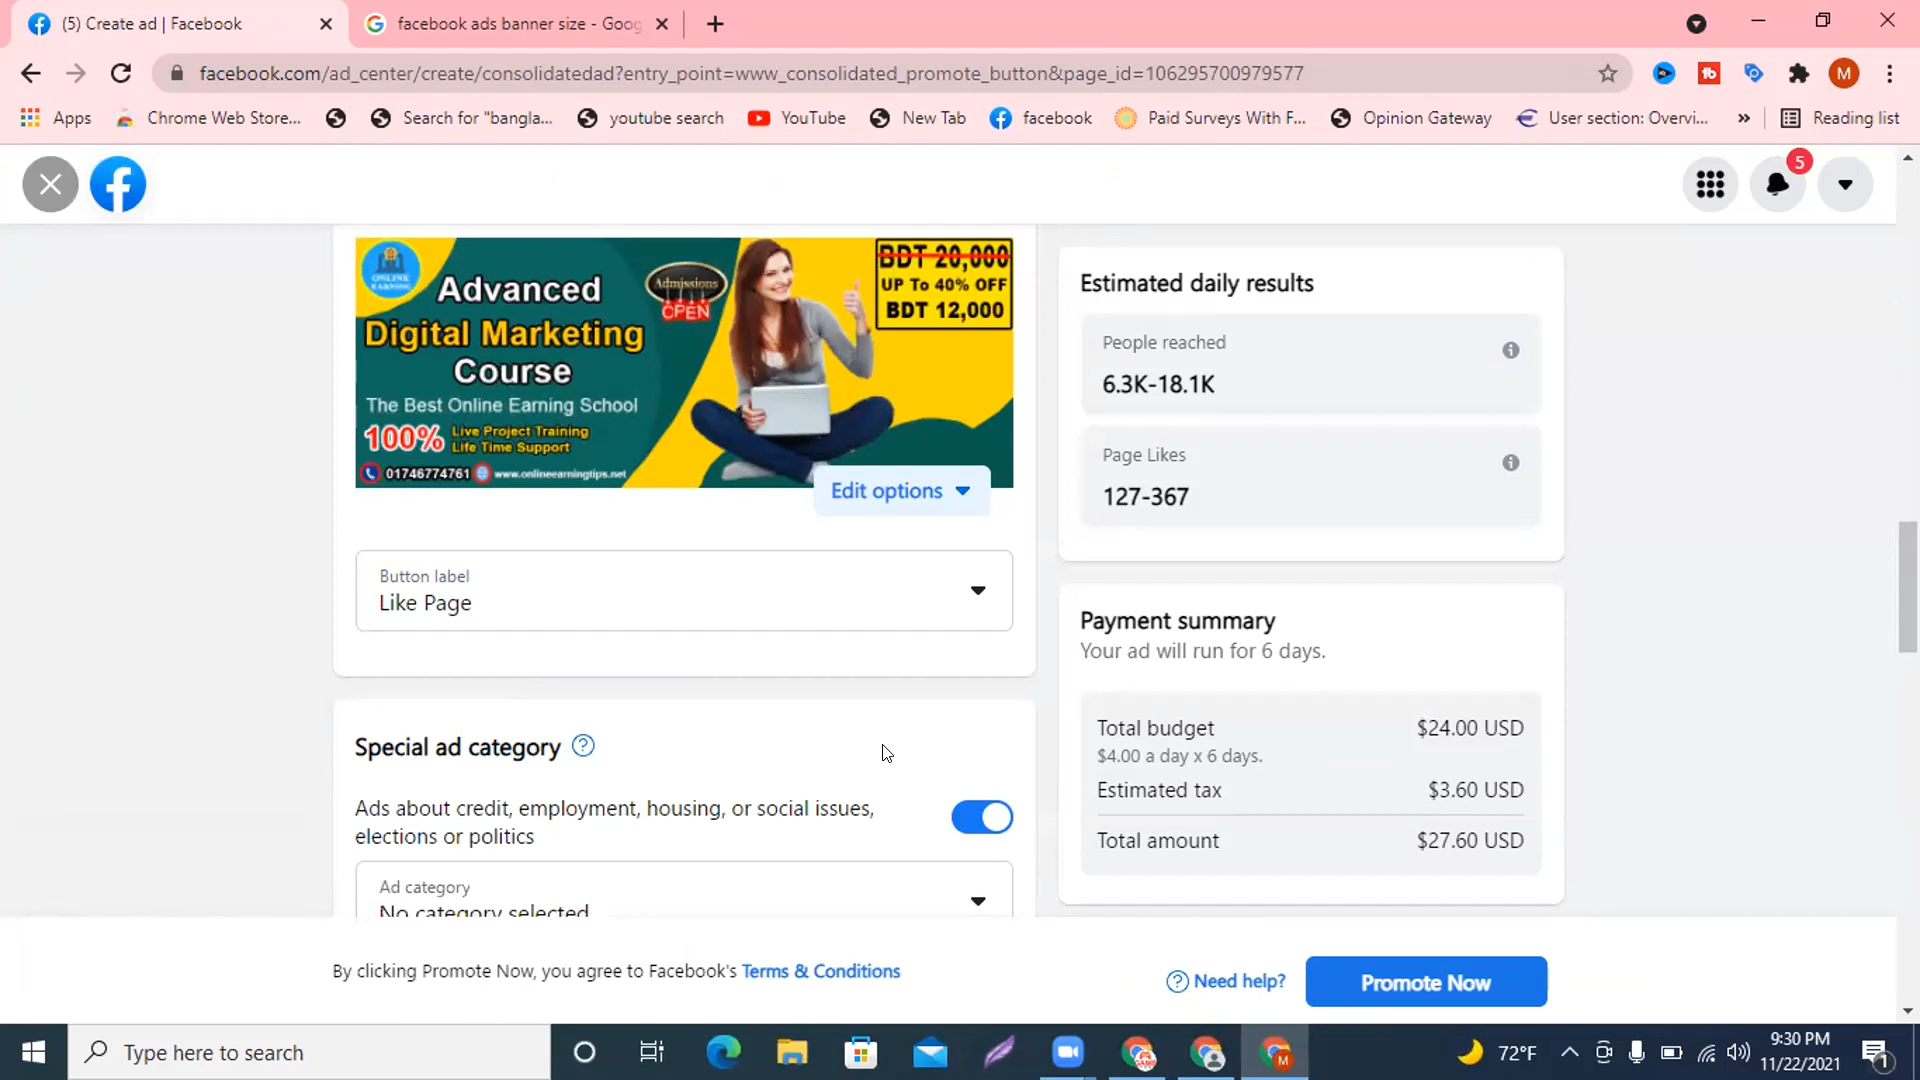 (5) Create ad | Facebook
facebook ads banner size - Goog
facebook.com/ad_center/create/consolidatedad?entry_point=www_consolidated_promote_button&page_id=106295700979577
M
Apps
Chrome Web Store...
Search for "bangla...
youtube search
YouTube
New Tab
facebook
Paid Surveys With F...
Opinion Gateway
User section: Overvi...
»
Reading list
5
ONLINE
EARNING
Advanced
Digital Marketing
Course
The Best Online Earning School
100%
Live Project Training
Life Time Support
01746774761
www.onlineearningtips.net
Admissions
OPEN
BDT 20,000
UP To 40% OFF
BDT 12,000
Edit options
Button label
Like Page
Special ad category
Ads about credit, employment, housing, or social issues,
elections or politics
Ad category
No category selected
Estimated daily results
People reached
6.3K-18.1K
Page Likes
127-367
Payment summary
Your ad will run for 6 days.
Total budget $24.00 USD
$4.00 a day x 6 days.
Estimated tax $3.60 USD
Total amount $27.60 USD
By clicking Promote Now, you agree to Facebook's Terms & Conditions
Need help?
Promote Now
Type here to search
72°F
9:30 PM
11/22/2021
1